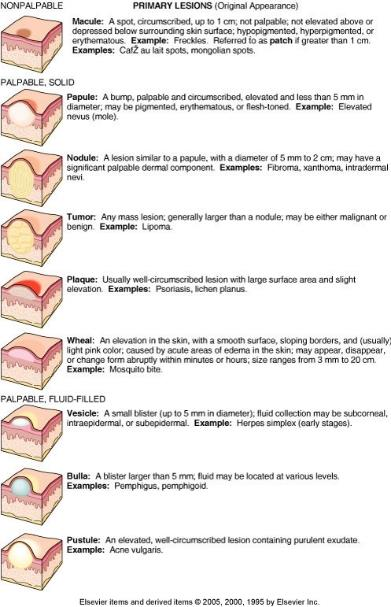 NONPALPABLE PRIMARY LESIONS (Original Appearance)
Macule: A spot, circumscribed, up to 1 cm; not palpable; not elevated above or
depressed below surrounding skin surface; hypopigmented, hyperpigmented, or
erythematous. Example: Freckles. Referred to as patch if greater than 1 cm.
Examples: CafŽ au lait spots, mongolian spots.
PALPABLE, SOLID
Papule: A bump, palpable and circumscribed, elevated and less than 5 mm in
diameter; may be pigmented, erythematous, or flesh-toned. Example: Elevated
nevus (mole).
Nodule: A lesion similar to a papule, with a diameter of 5 mm to 2 cm; may have a
significant palpable dermal component. Examples: Fibroma, xanthoma, intradermal
nevi.
Tumor: Any mass lesion; generally larger than a nodule; may be either malignant or
benign. Example: Lipoma.
Plaque: Usually well-circumscribed lesion with large surface area and slight
elevation. Examples: Psoriasis, lichen planus.
Wheal: An elevation in the skin, with a smooth surface, sloping borders, and (usually)
light pink color; caused by acute areas of edema in the skin; may appear, disappear,
or change form abruptly within minutes or hours; size ranges from 3 mm to 20 cm.
Example: Mosquito bite.
PALPABLE, FLUID-FILLED
Vesicle: A small blister (up to 5 mm in diameter); fluid collection may be subcorneal,
intraepidermal, or subepidermal. Example: Herpes simplex (early stages).
Bulla: A blister larger than 5 mm; fluid may be located at various levels.
Examples: Pemphigus, pemphigoid.
Pustule: An elevated, well-circumscribed lesion containing purulent exudate.
Example: Acne vulgaris.
Elsevier items and derived items © 2005, 2000, 1995 by Elsevier Inc.